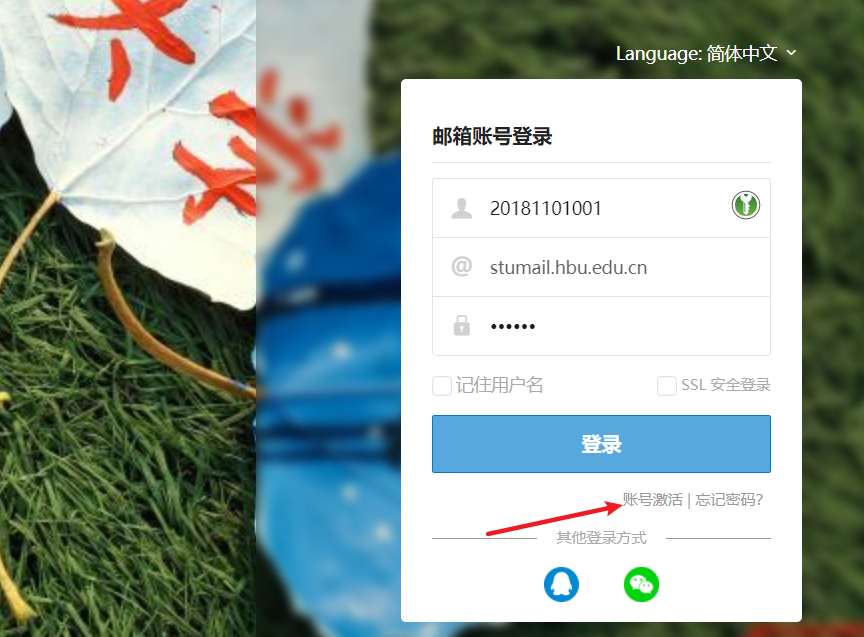 Language: 简体中文
邮箱账号登录
20181101001
@ stumail.hbu.edu.cn
••••••
记住用户名 SSL 安全登录
登录
账号激活 | 忘记密码?
其他登录方式